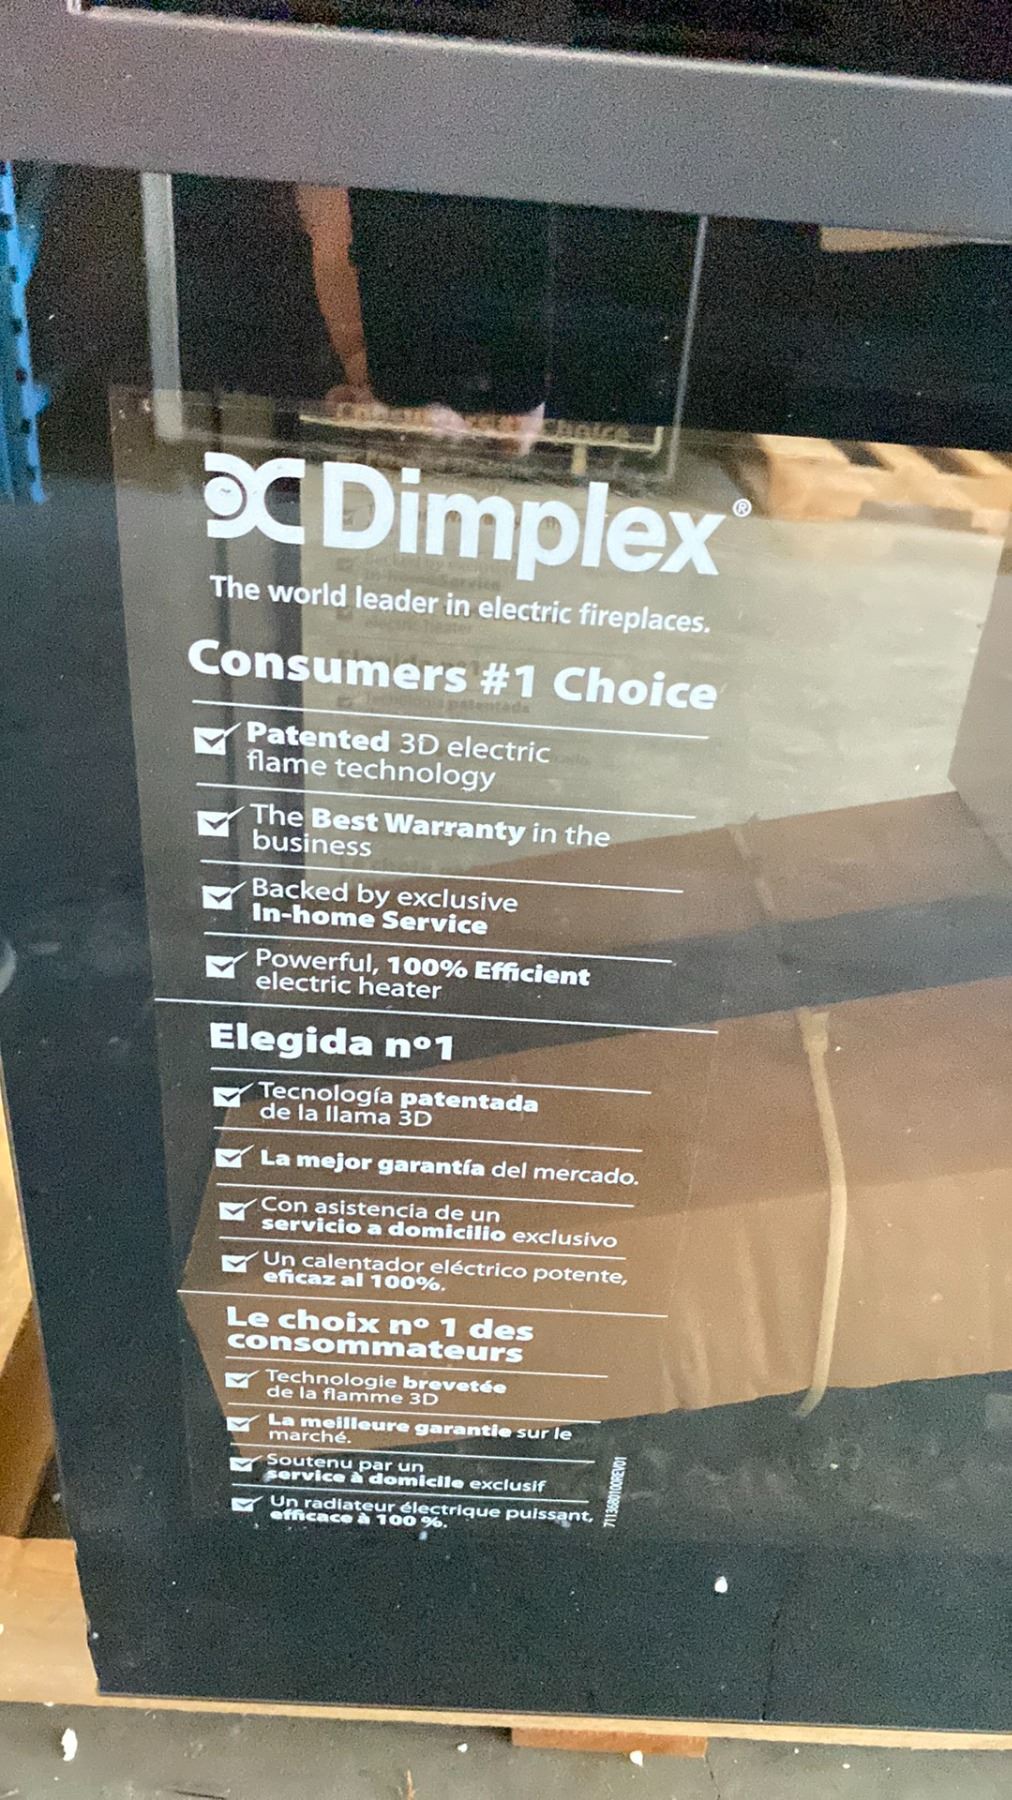 Dimplex®
The world leader in electric fireplaces.
Consumers #1 Choice
Patented 3D electric
flame technology
The Best Warranty in the
business
Backed by exclusive
In-home Service
Powerful, 100% Efficient
electric heater
Elegida nº1
Tecnología patentada
de la llama 3D
La mejor garantía del mercado.
Con asistencia de un
servicio a domicilio exclusivo
Un calentador eléctrico potente,
eficaz al 100%.
Le choix nº 1 des
consommateurs
Technologie brevetée
de la flamme 3D
La meilleure garantie sur le
marché.
Soutenu par un
service à domicile exclusif
Un radiateur électrique puissant,
efficace à 100 %.
7113680100REV01